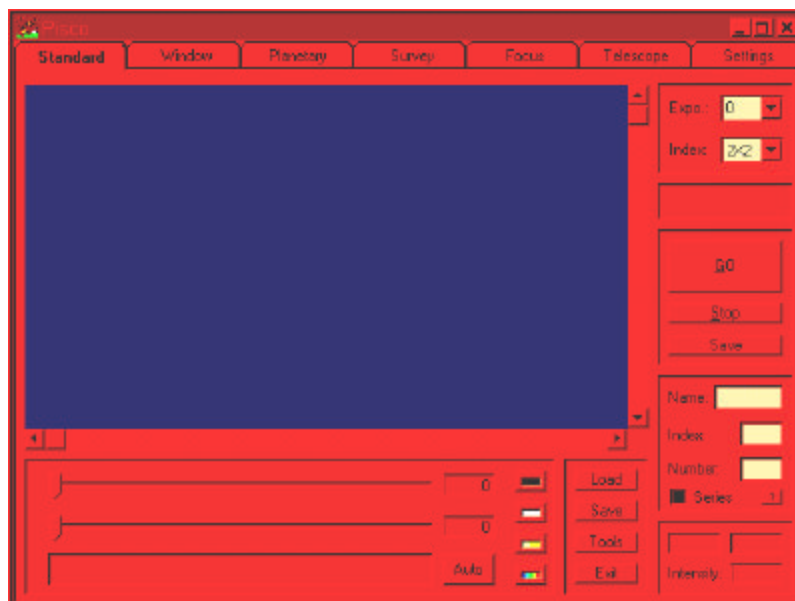 Pisco
Standard Window Planetary Survey Focus Telescope Settings
Expo.: 0
Index: 2x2
GO
Stop
Save
Name:
Index:
Number:
Series 1
0 Load
0 Save
Tools
Auto Exit
Intensity: